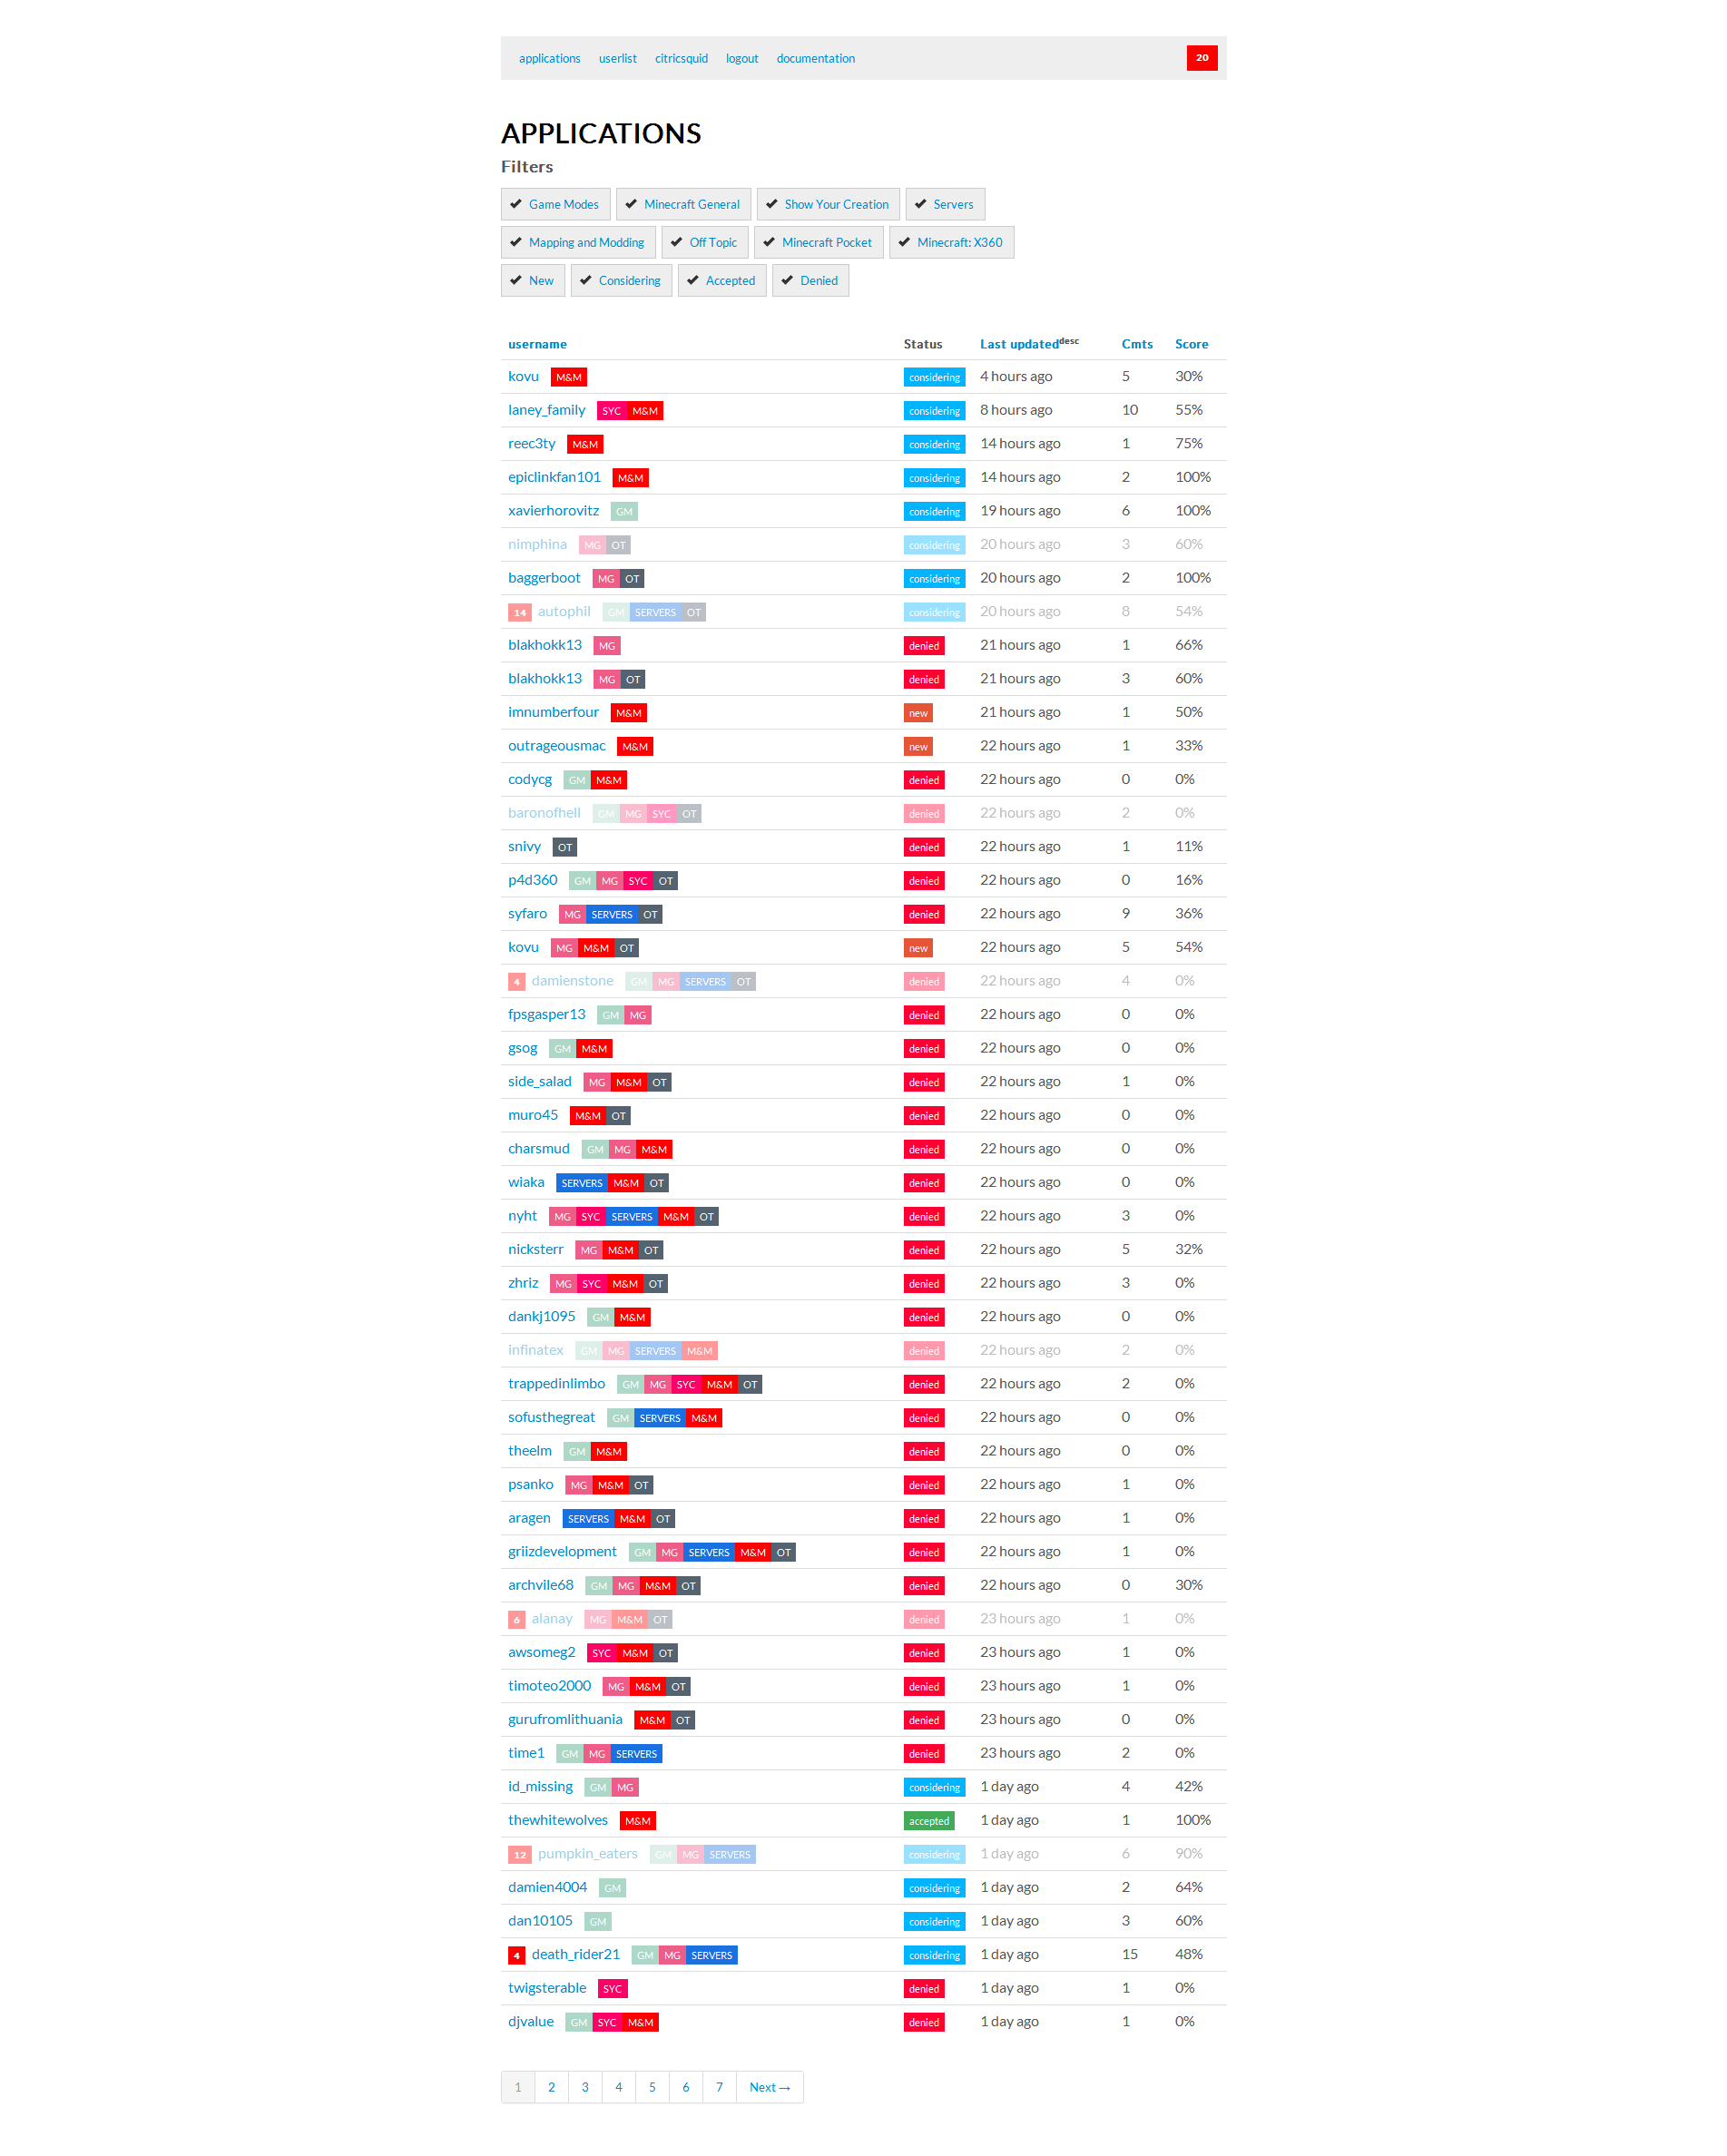 applications userlist citricsquid logout documentation 20
APPLICATIONS
Filters
Game Modes Minecraft General Show Your Creation Servers
Mapping and Modding Off Topic Minecraft Pocket Minecraft: X360
New Considering Accepted Denied
username Status Last updated desc Cmts Score
kovu M&M considering 4 hours ago 5 30%
laney_family SYC M&M considering 8 hours ago 10 55%
reec3ty M&M considering 14 hours ago 1 75%
epiclinkfan101 M&M considering 14 hours ago 2 100%
xavierhorovitz GM considering 19 hours ago 6 100%
nimphina MG OT considering 20 hours ago 3 60%
baggerboot MG OT considering 20 hours ago 2 100%
14 autophil GM SERVERS OT considering 20 hours ago 8 54%
blakhokk13 MG denied 21 hours ago 1 66%
blakhokk13 MG OT denied 21 hours ago 3 60%
imnumberfour M&M new 21 hours ago 1 50%
outrageousmac M&M new 22 hours ago 1 33%
codycg GM M&M denied 22 hours ago 0 0%
baronofhell GM MG SYC OT denied 22 hours ago 2 0%
snivy OT denied 22 hours ago 1 11%
p4d360 GM MG SYC OT denied 22 hours ago 0 16%
syfaro MG SERVERS OT denied 22 hours ago 9 36%
kovu MG M&M OT new 22 hours ago 5 54%
4 damienstone GM MG SERVERS OT denied 22 hours ago 4 0%
fpsgasper13 GM MG denied 22 hours ago 0 0%
gsog GM M&M denied 22 hours ago 0 0%
side_salad MG M&M OT denied 22 hours ago 1 0%
muro45 M&M OT denied 22 hours ago 0 0%
charsmud GM MG M&M denied 22 hours ago 0 0%
wiaka SERVERS M&M OT denied 22 hours ago 0 0%
nyht MG SYC SERVERS M&M OT denied 22 hours ago 3 0%
nicksterr MG M&M OT denied 22 hours ago 5 32%
zhriz MG SYC M&M OT denied 22 hours ago 3 0%
dankj1095 GM M&M denied 22 hours ago 0 0%
infinatex GM MG SERVERS M&M denied 22 hours ago 2 0%
trappedinlimbo GM MG SYC M&M OT denied 22 hours ago 2 0%
sofusthegreat GM SERVERS M&M denied 22 hours ago 0 0%
theelm GM M&M denied 22 hours ago 0 0%
psanko MG M&M OT denied 22 hours ago 1 0%
aragen SERVERS M&M OT denied 22 hours ago 1 0%
griizdevelopment GM MG SERVERS M&M OT denied 22 hours ago 1 0%
archvile68 GM MG M&M OT denied 22 hours ago 0 30%
6 alanay MG M&M OT denied 23 hours ago 1 0%
awsomeg2 SYC M&M OT denied 23 hours ago 1 0%
timoteo2000 MG M&M OT denied 23 hours ago 1 0%
gurufromlithuania M&M OT denied 23 hours ago 0 0%
time1 GM MG SERVERS denied 23 hours ago 2 0%
id_missing GM MG considering 1 day ago 4 42%
thewhitewolves M&M accepted 1 day ago 1 100%
12 pumpkin_eaters GM MG SERVERS considering 1 day ago 6 90%
damien4004 GM considering 1 day ago 2 64%
dan10105 GM considering 1 day ago 3 60%
4 death_rider21 GM MG SERVERS considering 1 day ago 15 48%
twigsterable SYC denied 1 day ago 1 0%
djvalue GM SYC M&M denied 1 day ago 1 0%
1 2 3 4 5 6 7 Next →